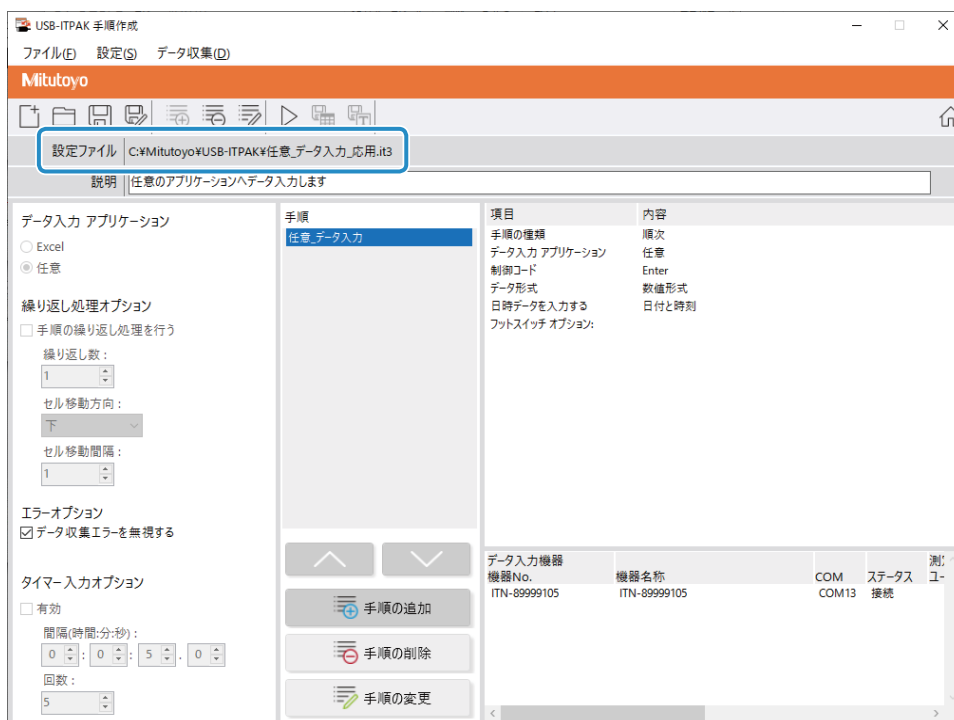 USB-ITPAK 手順作成
ファイル(F) 設定(S) データ収集(D)
Mitutoyo
設定ファイル C:¥Mitutoyo¥USB-ITPAK¥任意_データ入力_応用.it3
説明 任意のアプリケーションへデータ入力します
データ入力 アプリケーション
Excel
任意
繰り返し処理オプション
手順の繰り返し処理を行う
繰り返し数 :
1
セル移動方向 :
下
セル移動間隔 :
1
エラーオプション
データ収集エラーを無視する
タイマー入力オプション
有効
間隔(時間:分:秒) :
0 : 0 : 5 . 0
回数 :
5
手順
任意_データ入力
手順の追加
手順の削除
手順の変更
項目 内容
手順の種類 順次
データ入力 アプリケーション 任意
制御コード Enter
データ形式 数値形式
日時データを入力する 日付と時刻
フットスイッチ オプション:
データ入力機器
機器No. 機器名称 COM ステータス
ITN-89999105 ITN-89999105 COM13 接続